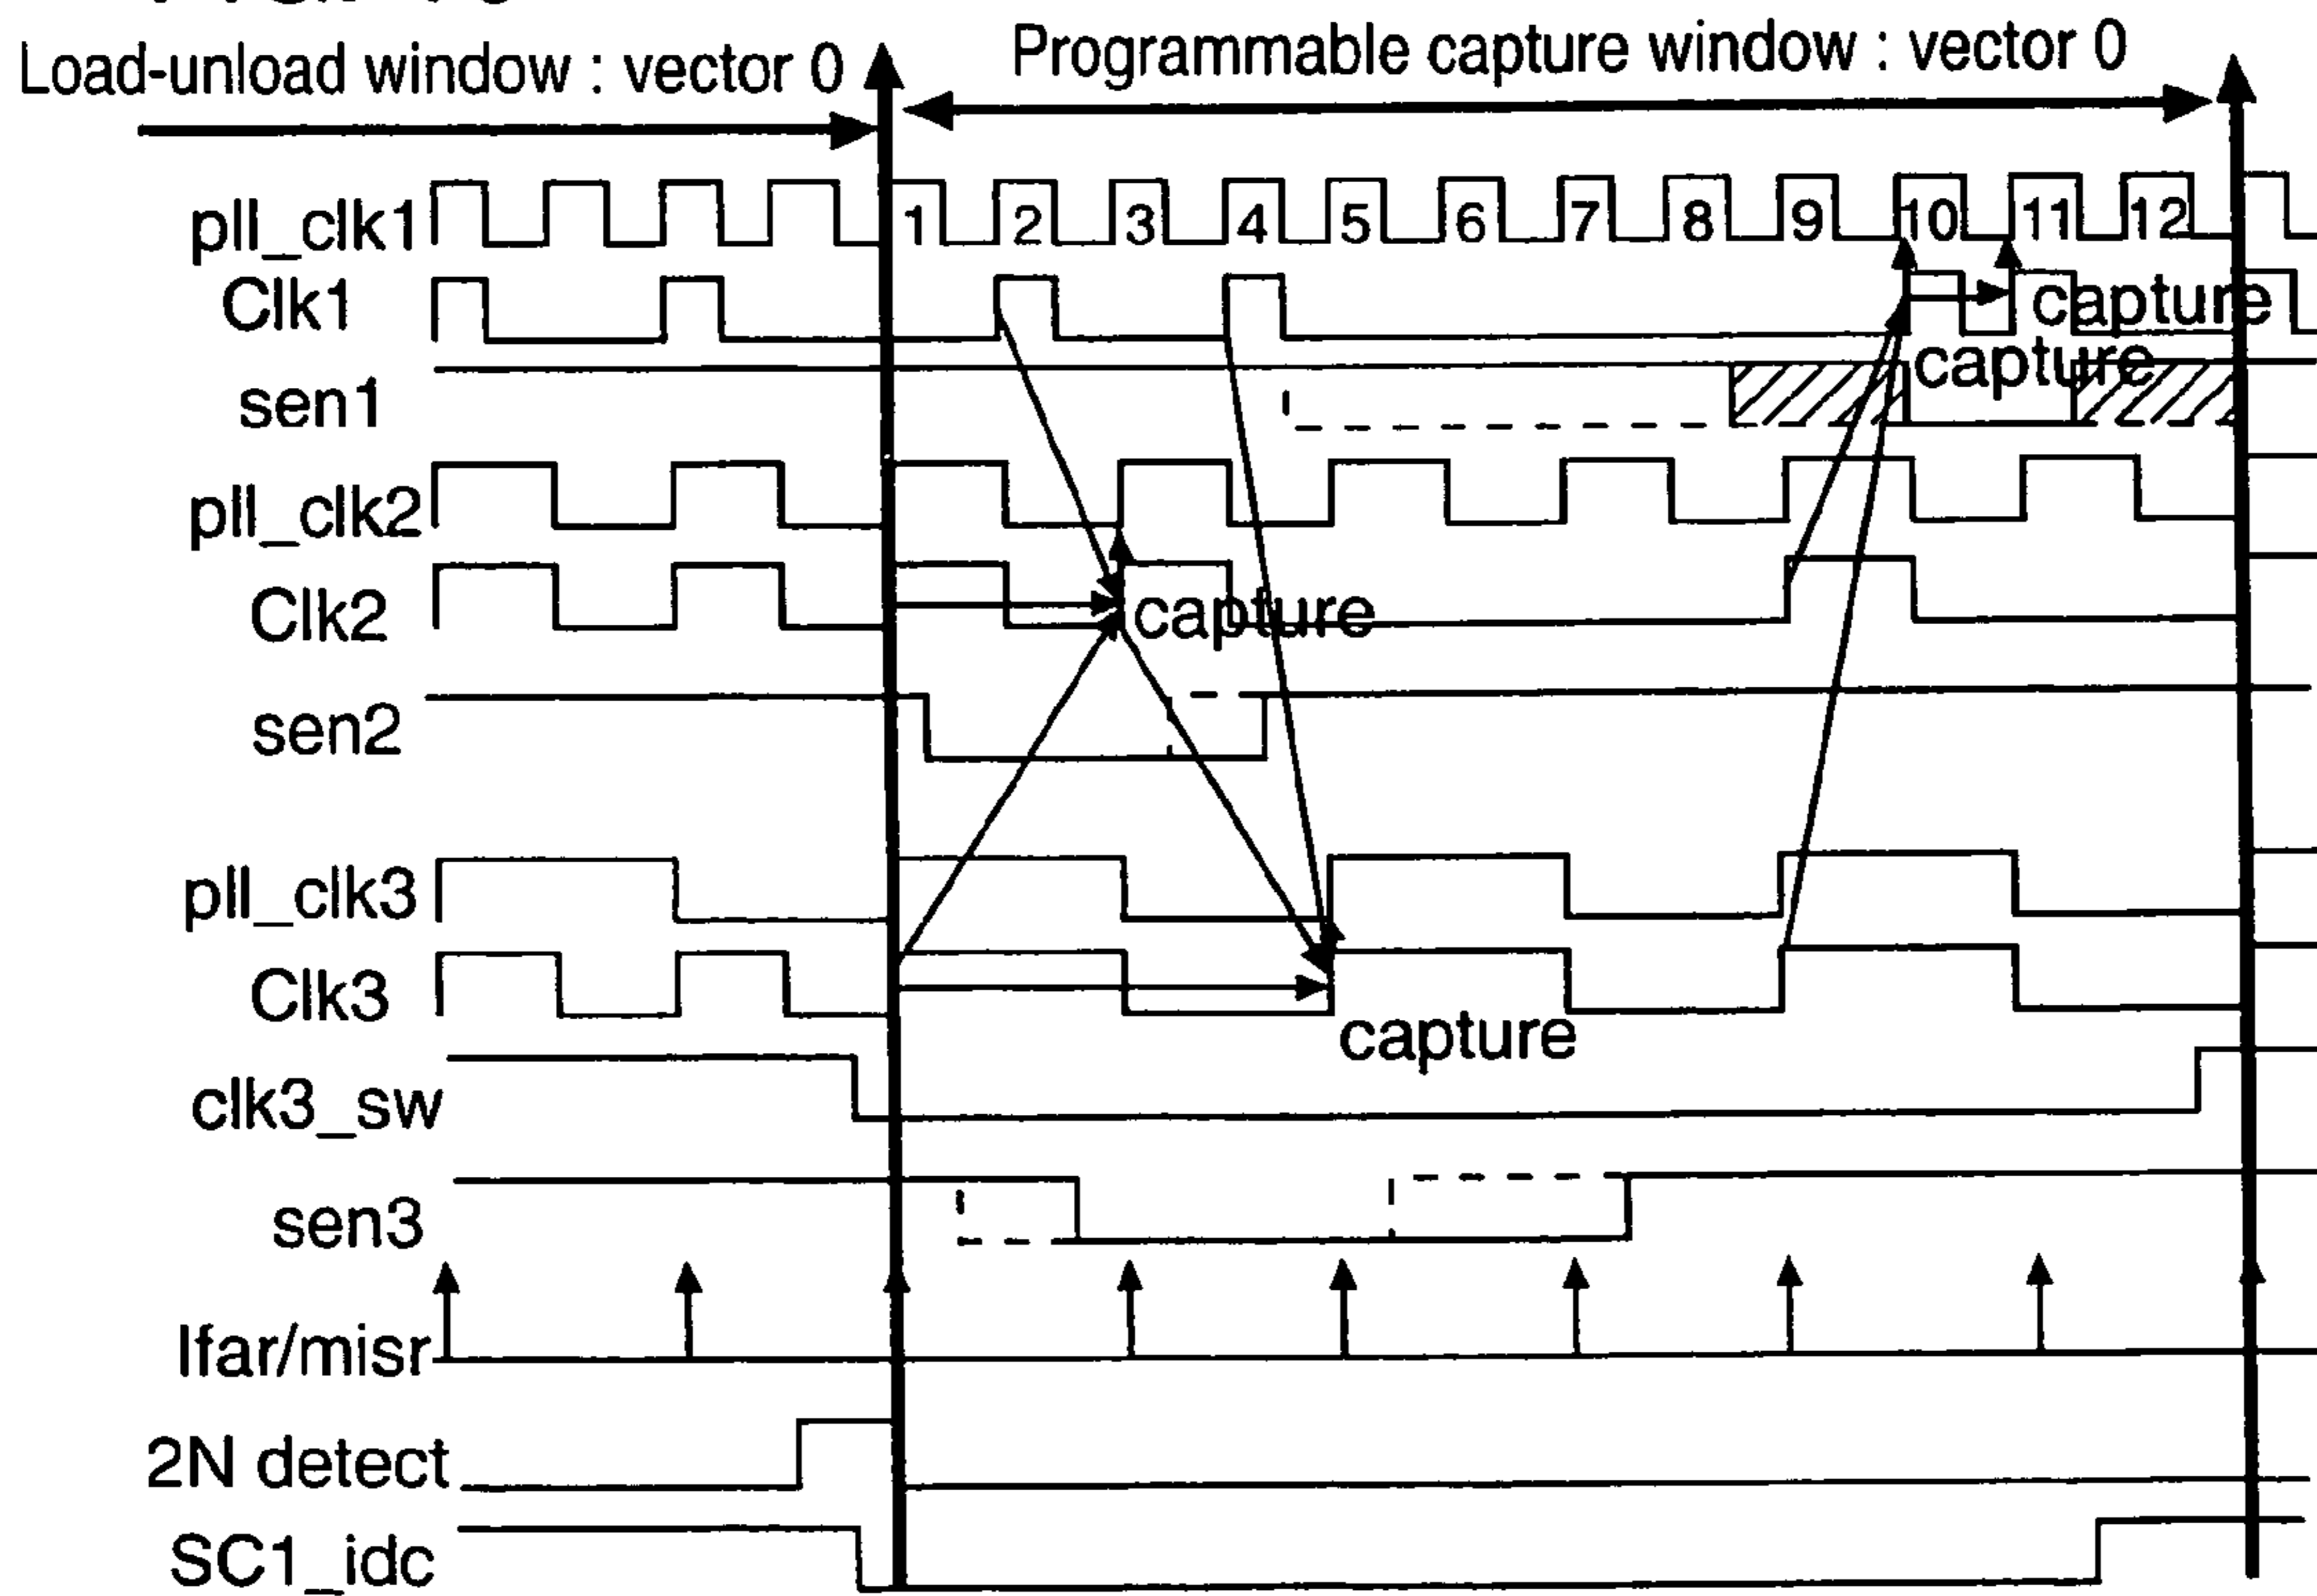 Load-unload window : vector 0
Programmable capture window : vector 0
pll_clk1
1 2 3 4 5 6 7 8 9 10 11 12
Clk1
capture
capture
sen1
pll_clk2
Clk2
capture
sen2
pll_clk3
Clk3
capture
clk3_sw
sen3
lfar/misr
2N detect
SC1_idc